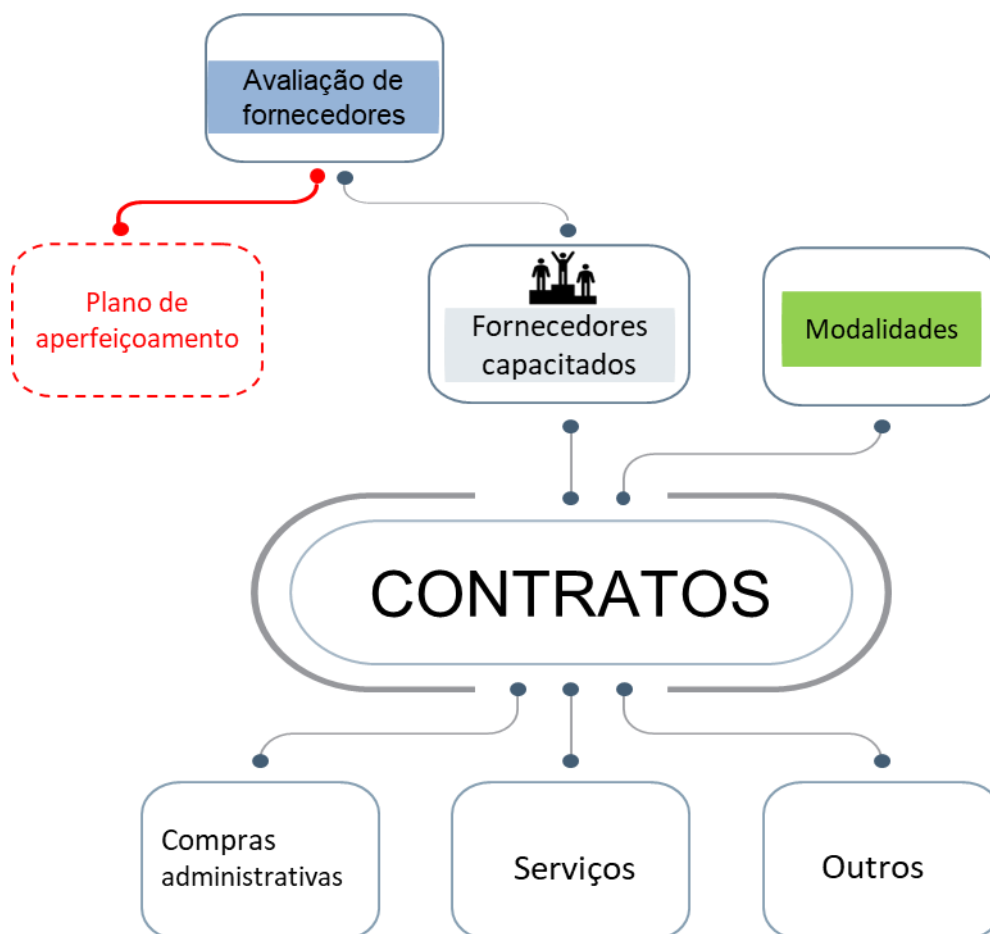 Avaliação de
fornecedores
Plano de
aperfeiçoamento
Fornecedores
capacitados
Modalidades
CONTRATOS
Compras
administrativas
Serviços
Outros